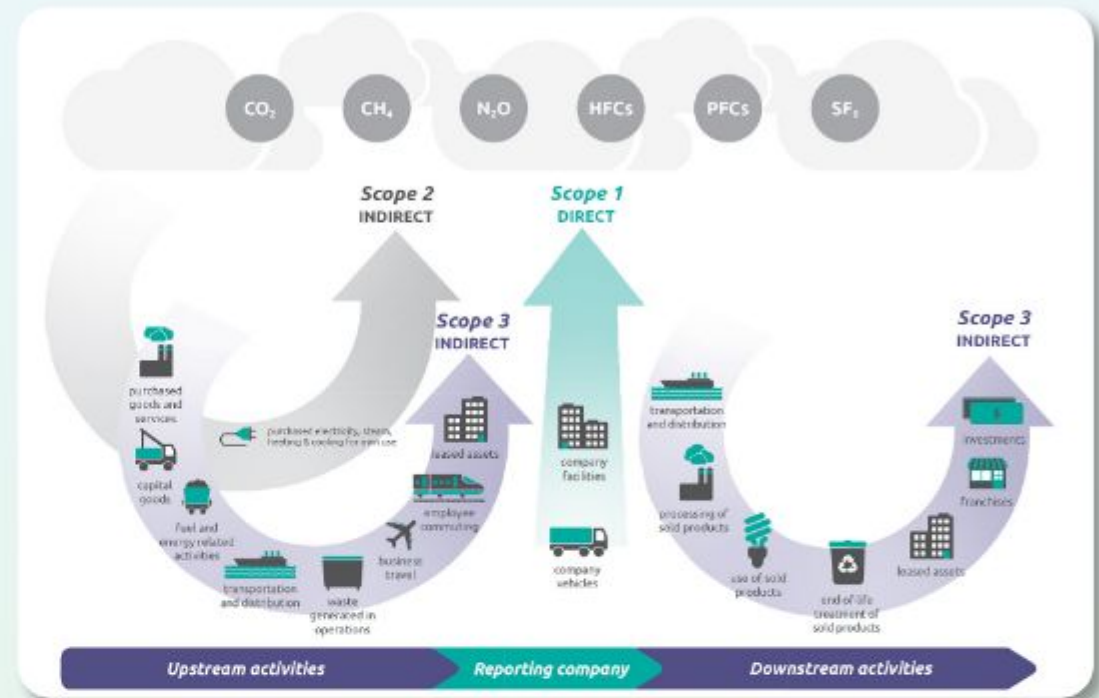 CO₂
CH₄
N₂O
HFCs
PFCs
SF₆
Scope 2
INDIRECT
Scope 1
DIRECT
Scope 3
INDIRECT
Scope 3
INDIRECT
purchased
goods and
services
capital
goods
fuel and
energy related
activities
transportation
and distribution
waste
generated in
operations
business
travel
employee
commuting
leased assets
purchased electricity, steam,
heating & cooling for own use
company
facilities
company
vehicles
transportation
and distribution
processing of
sold products
use of sold
products
end of life
treatment of
sold products
leased assets
franchises
investments
$
Upstream activities
Reporting company
Downstream activities